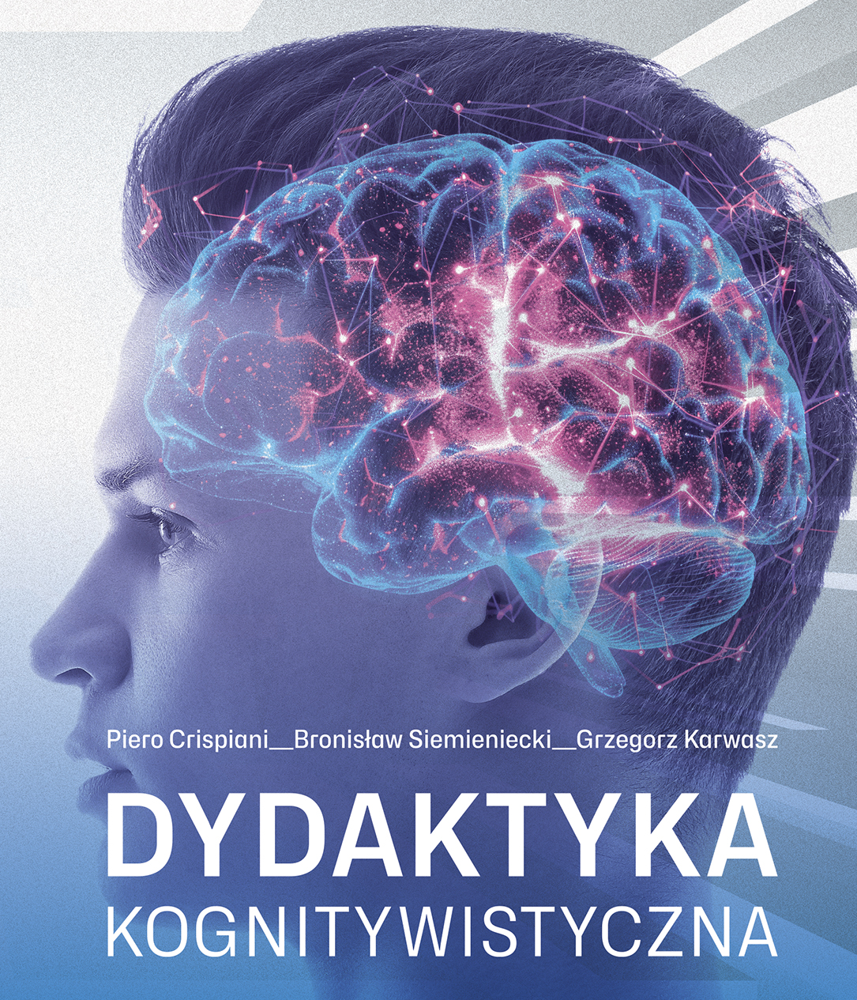 Piero Crispiani__Bronisław Siemieniecki__Grzegorz Karwasz
DYDAKTYKA
KOGNITYWISTYCZNA